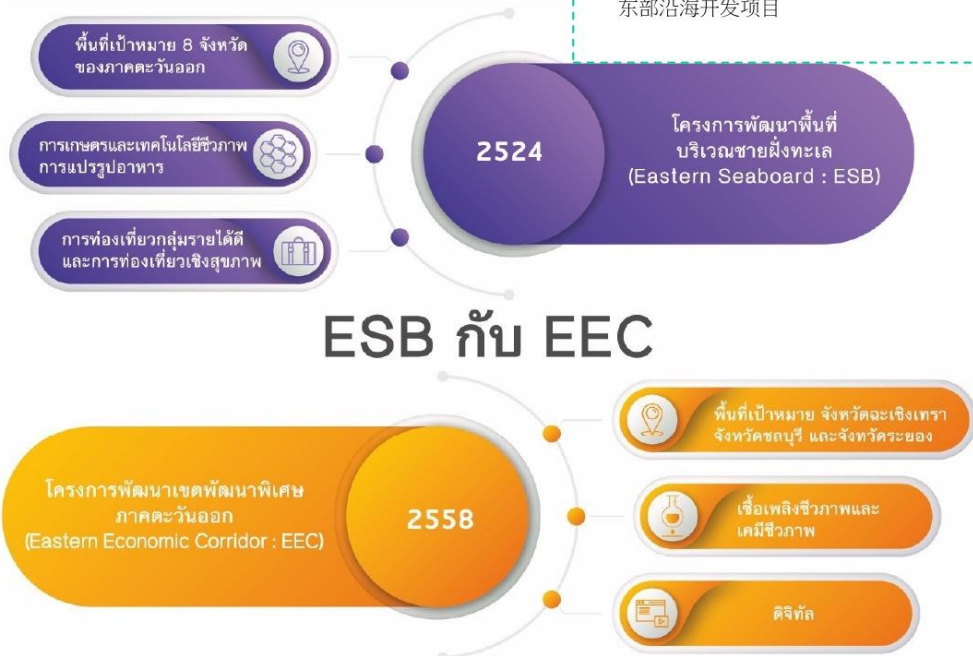 东部沿海开发项目
พื้นที่เป้าหมาย 8 จังหวัด
ของภาคตะวันออก
การเกษตรและเทคโนโลยีชีวภาพ
การแปรรูปอาหาร
การท่องเที่ยวกลุ่มรายได้ดี
และการท่องเที่ยวเชิงสุขภาพ
2524
โครงการพัฒนาพื้นที่
บริเวณชายฝั่งทะเล
(Eastern Seaboard : ESB)
ESB กับ EEC
โครงการพัฒนาเขตพัฒนาพิเศษ
ภาคตะวันออก
(Eastern Economic Corridor : EEC)
2558
พื้นที่เป้าหมาย จังหวัดฉะเชิงเทรา
จังหวัดชลบุรี และจังหวัดระยอง
เชื้อเพลิงชีวภาพและ
เคมีชีวภาพ
ดิจิทัล